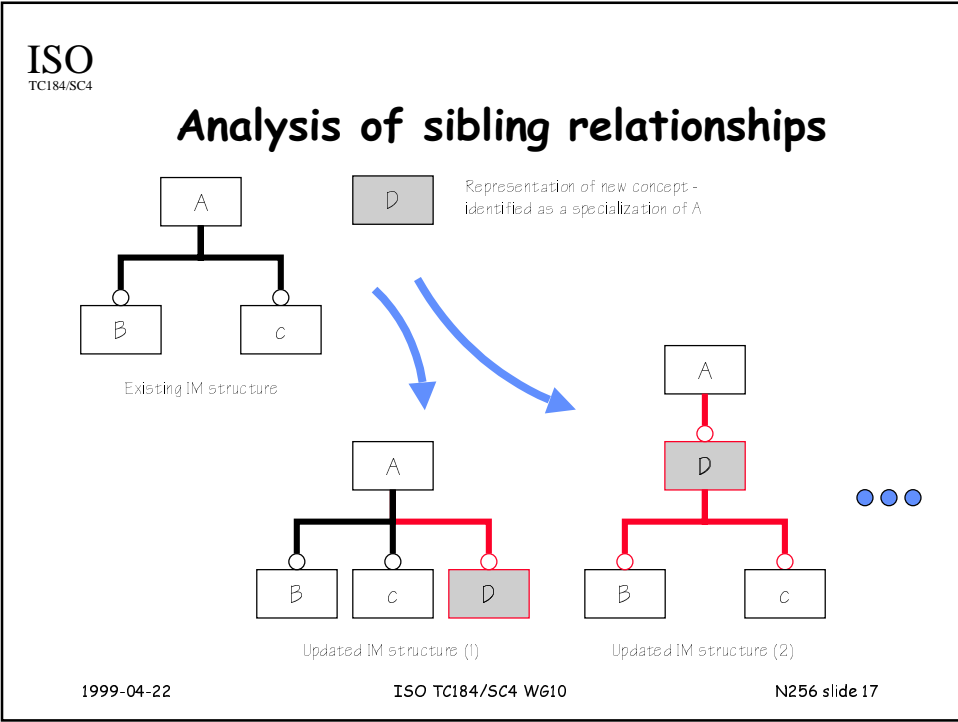 ISO
TC184/SC4
Analysis of sibling relationships
A
D
Representation of new concept -
identified as a specialization of A
B
c
Existing IM structure
A
D
A
B
c
D
B
c
Updated IM structure (1)
Updated IM structure (2)
1999-04-22
ISO TC184/SC4 WG10
N256 slide 17